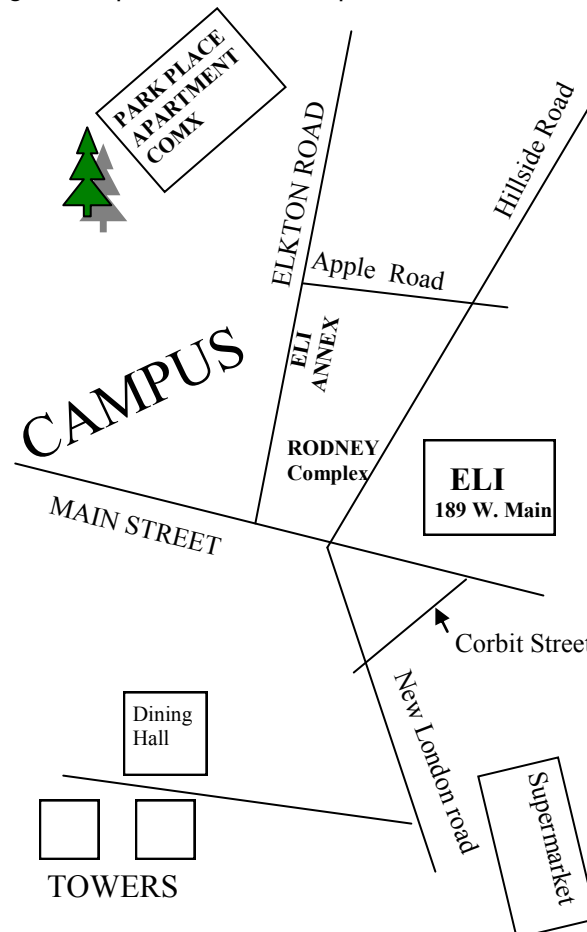 PARK PLACE
APARTMENT
COMX
ELKTON ROAD
Hillside Road
Apple Road
ELI
ANNEX
CAMPUS
RODNEY
Complex
ELI
189 W. Main
MAIN STREET
Corbit Street
Dining
Hall
New London road
Supermarket
TOWERS